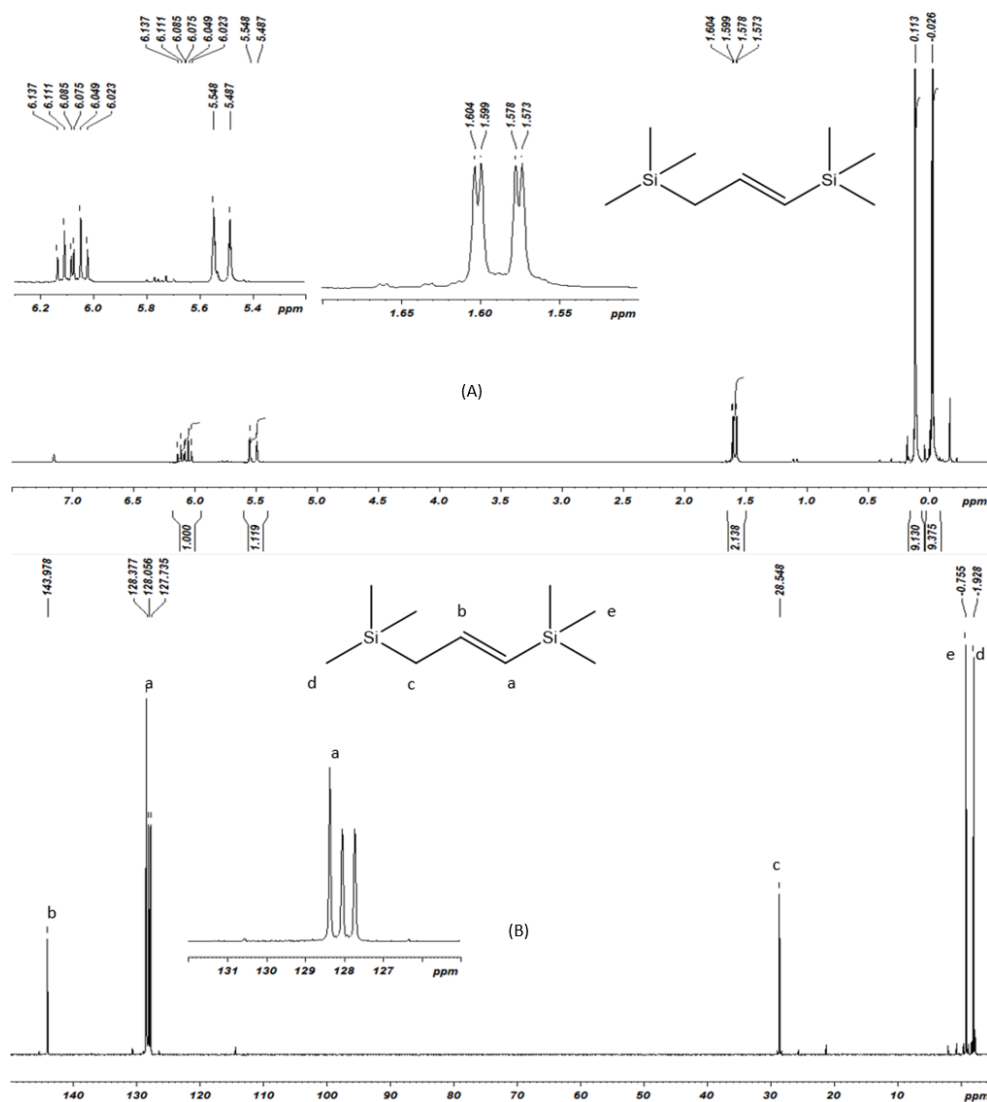 6.137
6.111
6.085
6.075
6.049
6.023
5.548
5.487
1.604
1.599
1.578
1.573
0.113
-0.026
6.137
6.111
6.085
6.075
6.049
6.023
5.548
5.487
1.604
1.599
1.578
1.573
Si
Si
6.2 6.0 5.6 5.4 ppm
1.65 1.60 1.55 ppm
(A)
7.0 6.5 6.0 5.5 5.0 4.5 4.0 3.5 3.0 2.5 2.0 1.5 1.0 0.5 0.0 ppm
1.000
1.119
2.138
9.130
9.375
143.978
128.377
128.056
127.735
28.548
-0.755
-1.928
b
Si
Si
e
d
c
a
a
e
d
a
c
b
(B)
131 130 129 128 127 ppm
140 130 120 110 100 90 80 70 60 50 40 30 20 10 ppm